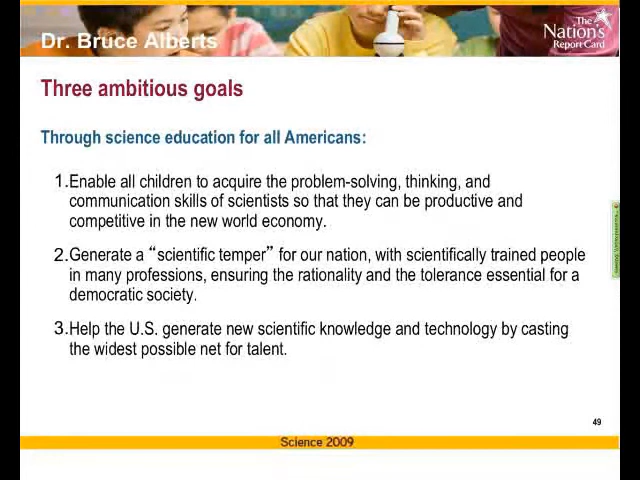 Dr. Bruce Alberts
The
Nation's
Report Card
Three ambitious goals
Through science education for all Americans:
1. Enable all children to acquire the problem-solving, thinking, and
communication skills of scientists so that they can be productive and
competitive in the new world economy.
2. Generate a “scientific temper” for our nation, with scientifically trained people
in many professions, ensuring the rationality and the tolerance essential for a
democratic society.
3. Help the U.S. generate new scientific knowledge and technology by casting
the widest possible net for talent.
49
Science 2009